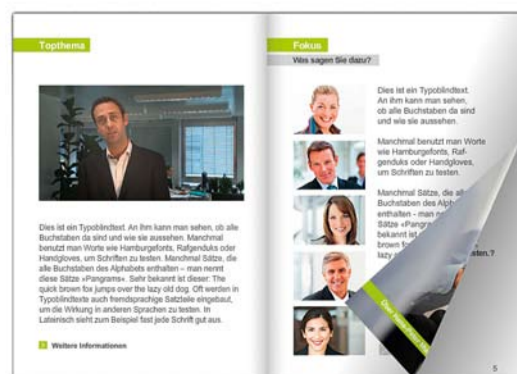 Topthema
Dies ist ein Typoblindtext. An ihm kann man sehen, ob alle
Buchstaben da sind und wie sie aussehen. Manchmal
benutzt man Worte wie Hamburgefonts, Rafgenduks oder
Handgloves, um Schriften zu testen. Manchmal Sätze, die
alle Buchstaben des Alphabets enthalten – man nennt
diese Sätze »Pangrams«. Sehr bekannt ist dieser: The
quick brown fox jumps over the lazy old dog. Oft werden in
Typoblindtexte auch fremdsprachige Satzteile eingebaut,
um die Wirkung in anderen Sprachen zu testen. In
Lateinisch sieht zum Beispiel fast jede Schrift gut aus.
Weitere Informationen
Fokus
Was sagen Sie dazu?
Dies ist ein Typoblindtext.
An ihm kann man sehen,
ob alle Buchstaben da sind
und wie sie aussehen.
Manchmal benutzt man Worte
wie Hamburgefonts, Raf-
genduks oder Handgloves,
um Schriften zu testen.
Manchmal Sätze, die
Buchstaben des
enthalten - man
Sätze »Pangram
bekannt ist
brown
lazy
5